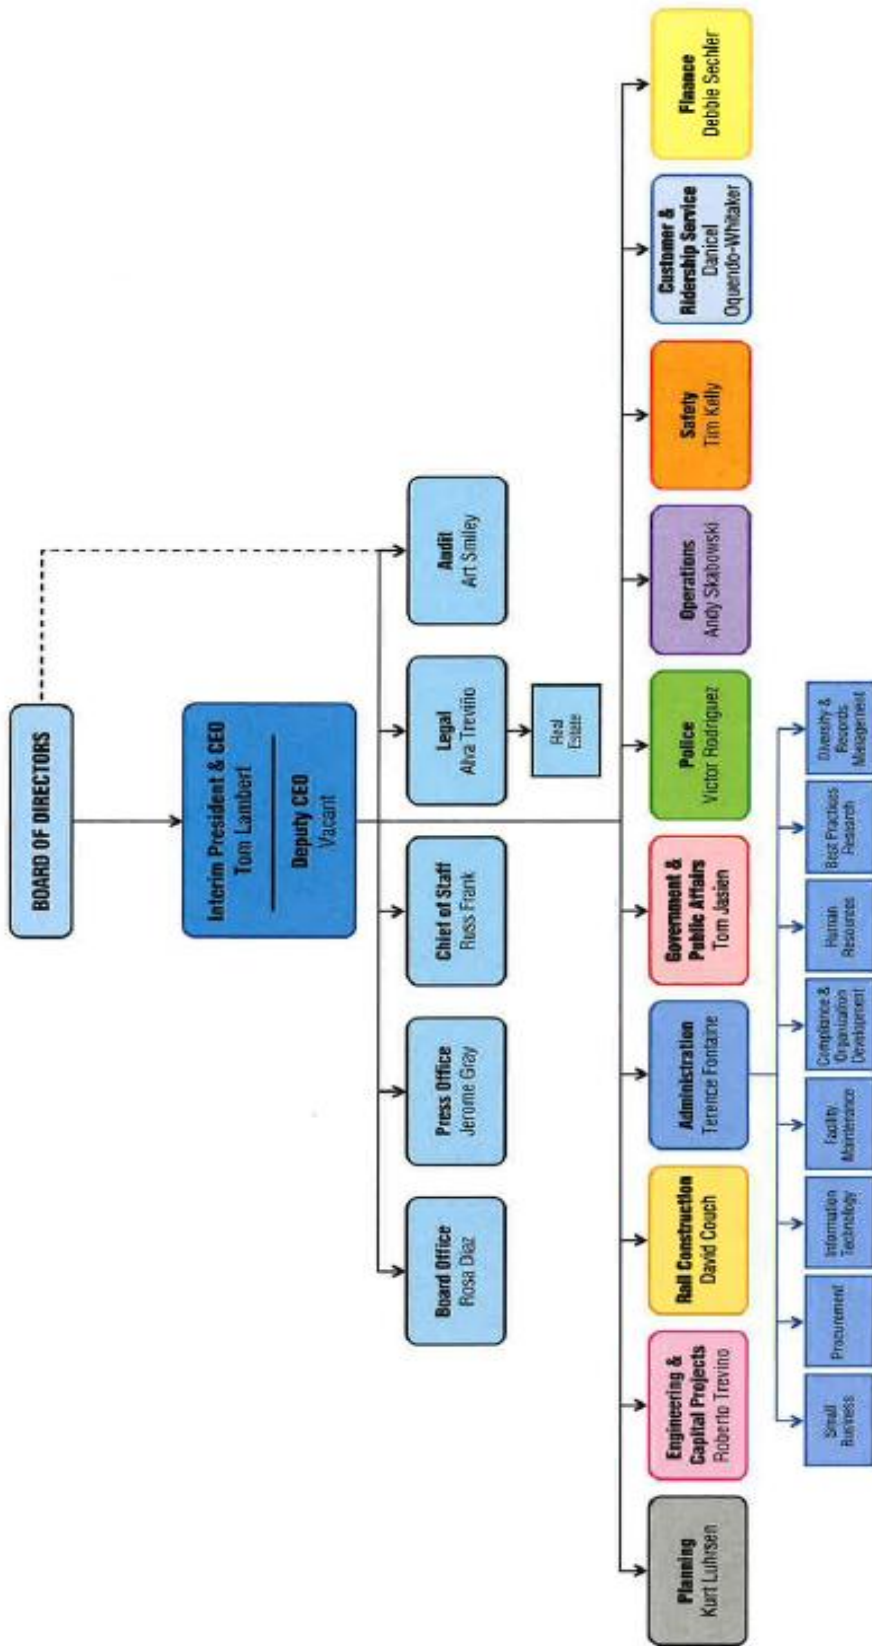 BOARD OF DIRECTORS
Interim President & CEO
Tom Lambert
Deputy CEO
Vacant
Board Office
Rosa Diaz
Press Office
Jerome Gray
Chief of Staff
Russ Frank
Legal
Alva Treviño
Audit
Art Smiley
Real
Estate
Planning
Kurt Luhrsen
Engineering &
Capital Projects
Roberto Trevino
Rail Construction
David Couch
Administration
Terence Fontaine
Government &
Public Affairs
Tom Jasien
Police
Victor Rodriguez
Operations
Andy Skabowski
Safety
Tim Kelly
Customer &
Ridership Service
Danicel
Oquendo-Whitaker
Finance
Debbie Sechler
Small
Business
Procurement
Information
Technology
Facility
Maintenance
Compliance &
Organization
Development
Human
Resources
Best Practices
Research
Diversity &
Records
Management